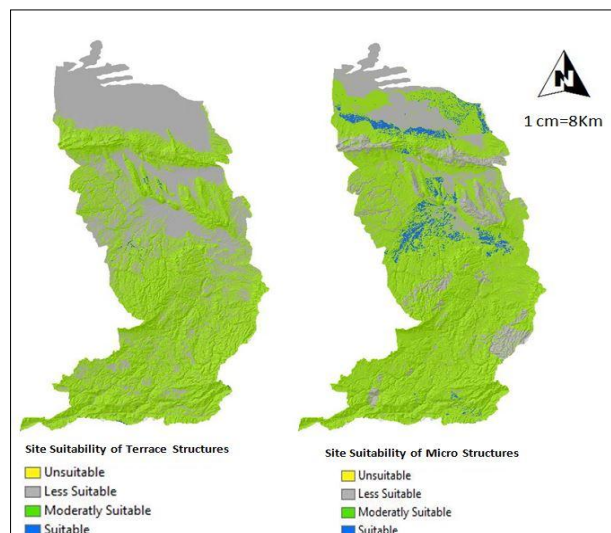 N
1 cm=8Km
Site Suitability of Terrace Structures
Unsuitable
Less Suitable
Moderatly Suitable
Suitable
Site Suitability of Micro Structures
Unsuitable
Less Suitable
Moderatly Suitable
Suitable